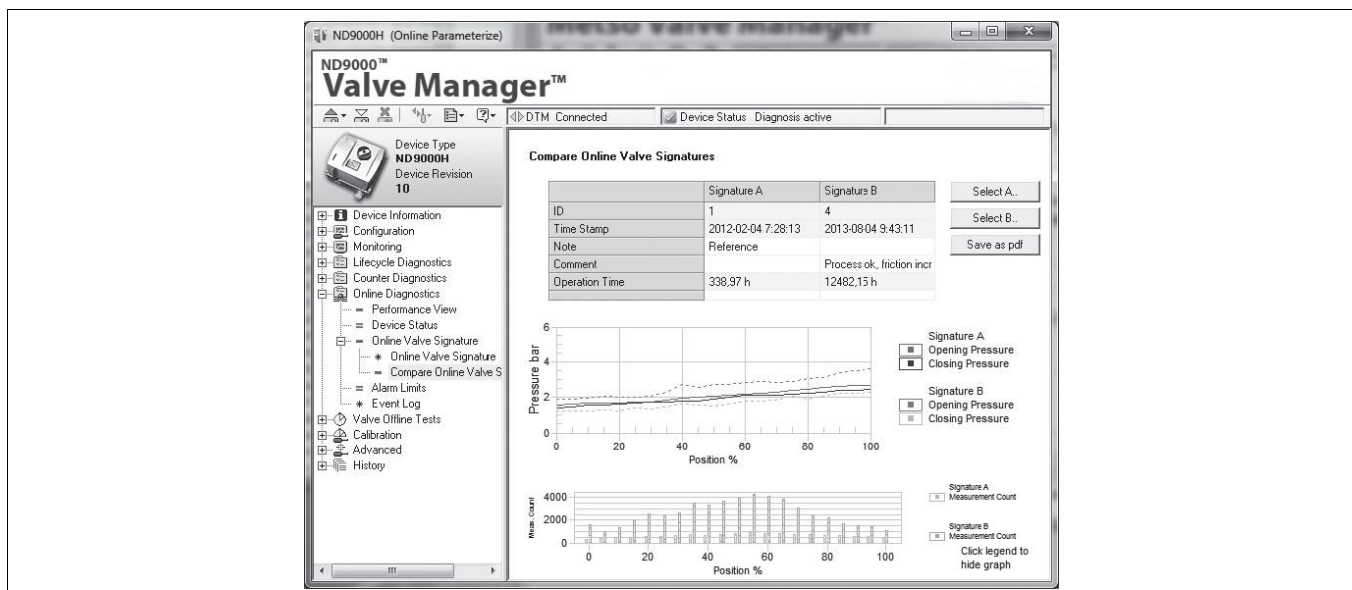 ND9000H (Online Parameterize)
Metso Valve Manager
ND9000™
Valve Manager™
DTM Connected
Device Status Diagnosis active
Device Type
ND9000H
Device Revision
10
Device Information
Configuration
Monitoring
Lifecycle Diagnostics
Counter Diagnostics
Online Diagnostics
Performance View
Device Status
Online Valve Signature
Online Valve Signature
Compare Online Valve S
Alarm Limits
Event Log
Valve Offline Tests
Calibration
Advanced
History
Compare Online Valve Signatures
Signature A Signature B
ID 1 4
Time Stamp 2012-02-04 7:28:13 2013-08-04 9:43:11
Note Reference
Comment Process ok, friction incr
Operation Time 338,97 h 12482,15 h
Select A..
Select B..
Save as pdf
Pressure bar
6
4
2
0
0 20 40 60 80 100
Position %
Signature A
Opening Pressure
Closing Pressure
Signature B
Opening Pressure
Closing Pressure
Meas. Count
4000
2000
0
0 20 40 60 80 100
Position %
Signature A
Measurement Count
Signature B
Measurement Count
Click legend to
hide graph